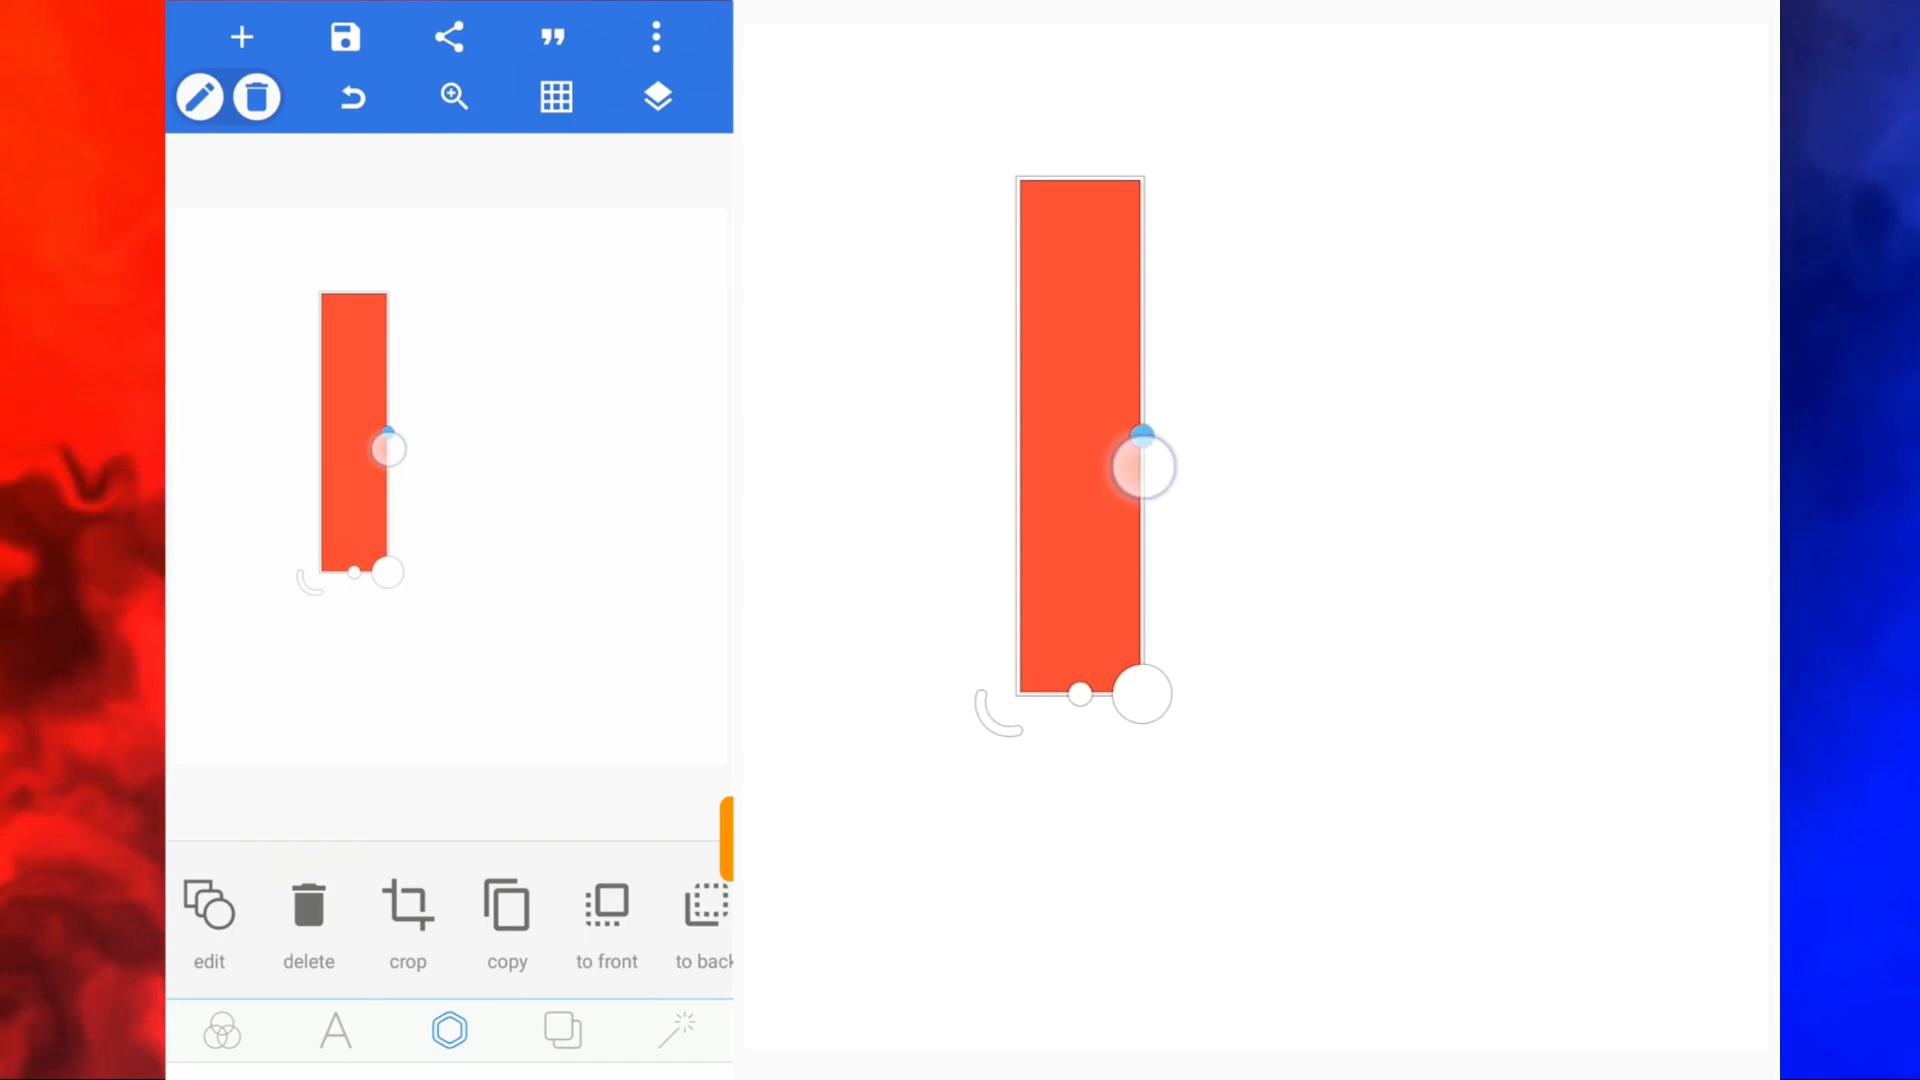 edit
delete
crop
copy
to front
to back